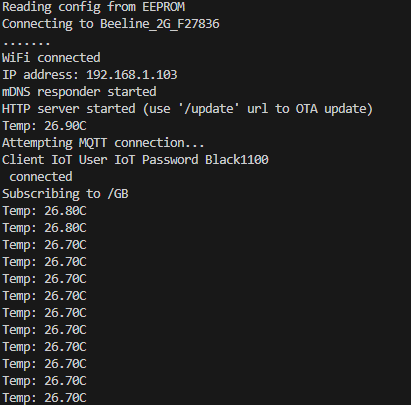 Reading config from EEPROM
Connecting to Beeline_2G_F27836
.......
WiFi connected
IP address: 192.168.1.103
mDNS responder started
HTTP server started (use '/update' url to OTA update)
Temp: 26.90C
Attempting MQTT connection...
Client IoT User IoT Password Black1100
 connected
Subscribing to /GB
Temp: 26.80C
Temp: 26.80C
Temp: 26.70C
Temp: 26.70C
Temp: 26.70C
Temp: 26.70C
Temp: 26.70C
Temp: 26.70C
Temp: 26.70C
Temp: 26.70C
Temp: 26.70C
Temp: 26.70C